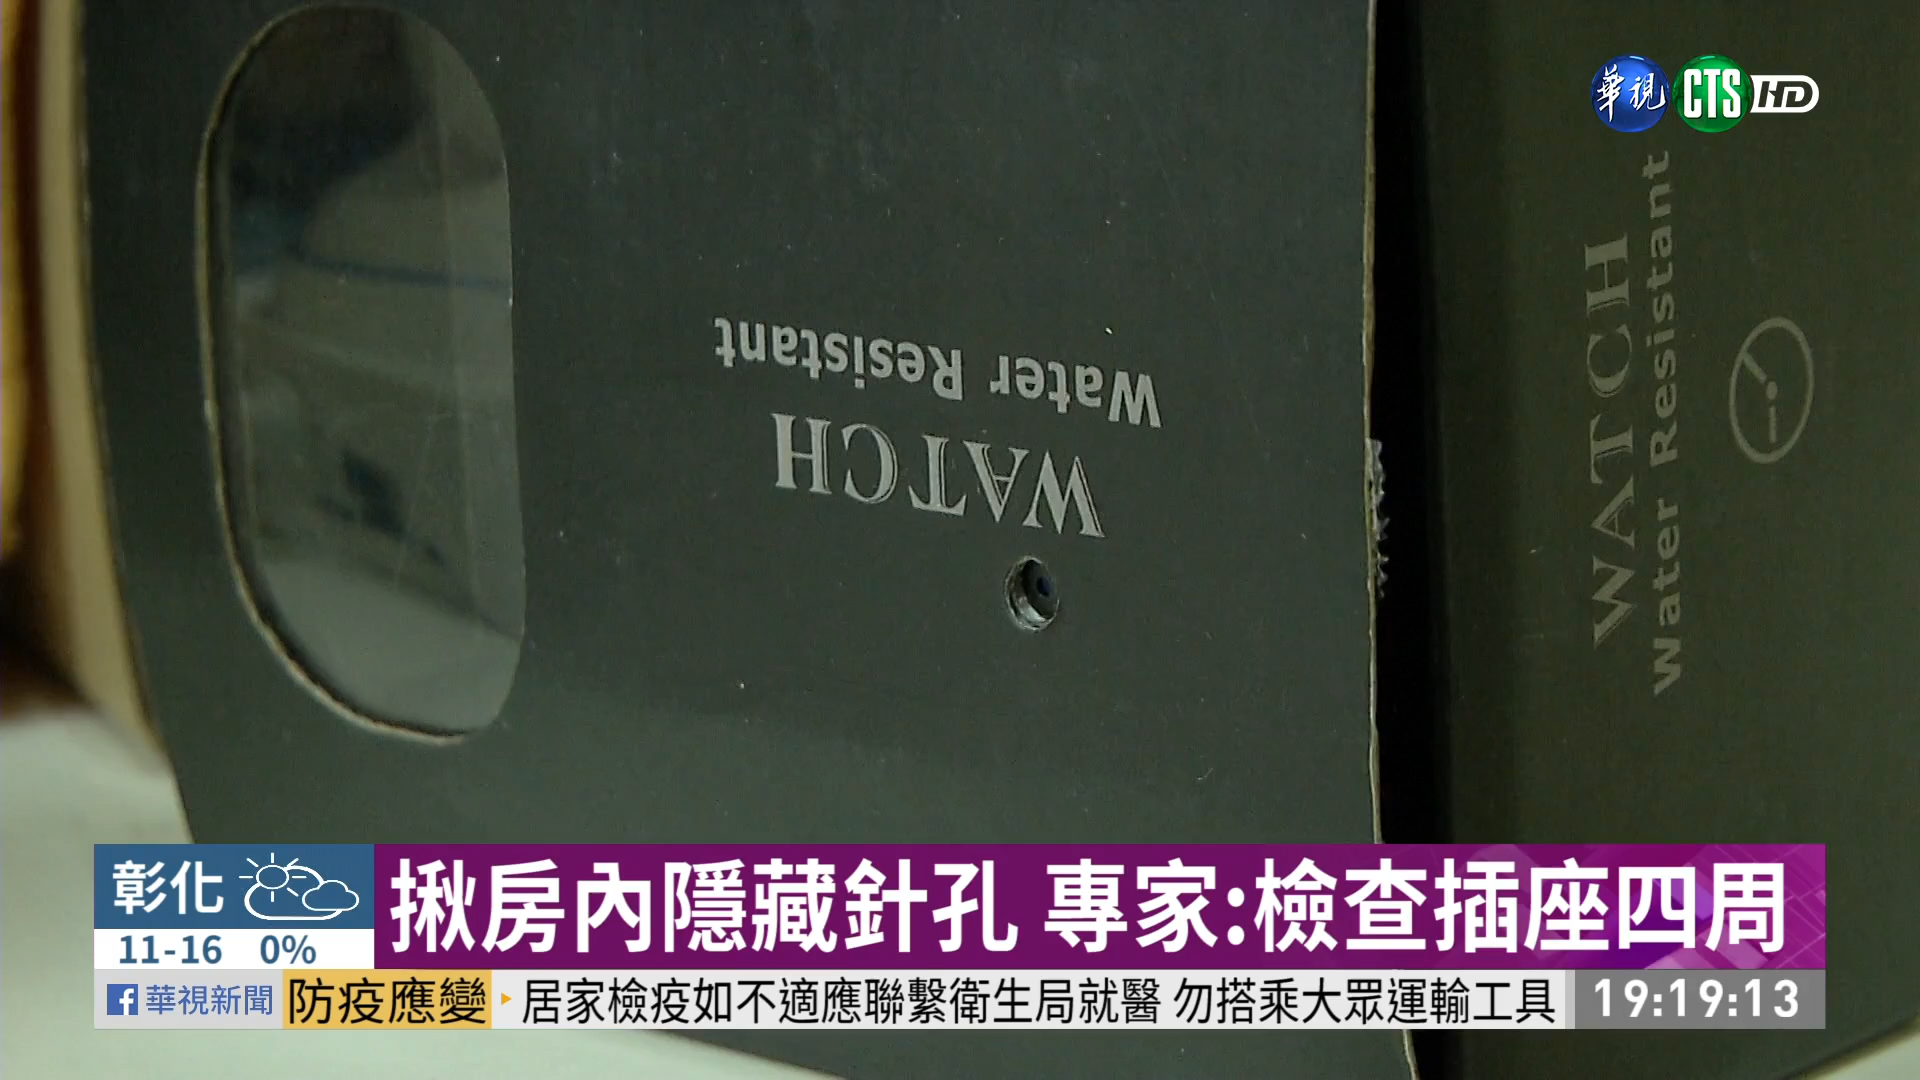 華視 CTS HD
Water Resistant
WATCH
WATCH
Water Resistant
彰化
11-16 0%
揪房內隱藏針孔 專家:檢查插座四周
華視新聞
防疫應變
居家檢疫如不適應聯繫衛生局就醫 勿搭乘大眾運輸工具
19:19:13